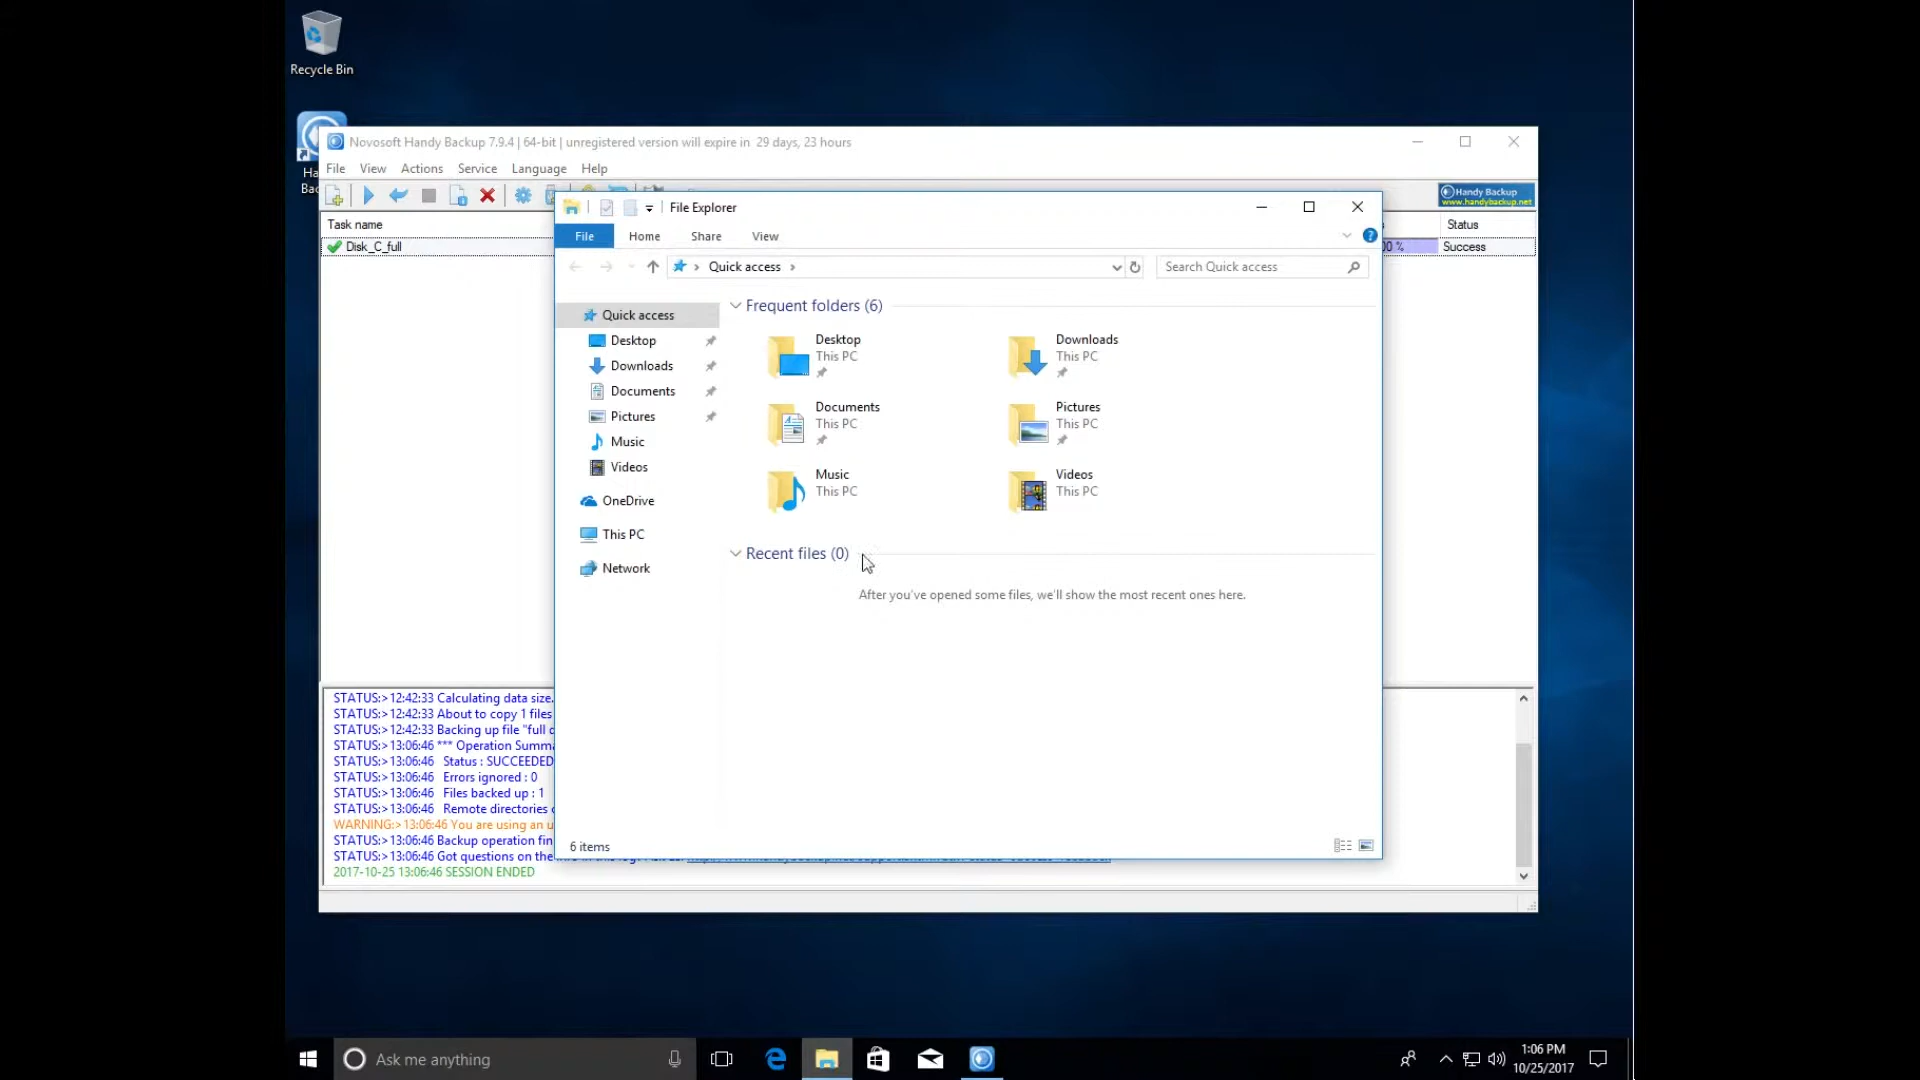 Recycle Bin
Ha
Bac
Novosoft Handy Backup 7.9.4 | 64-bit | unregistered version will expire in 29 days, 23 hours
File View Actions Service Language Help
Handy Backup
www.handybackup.net
Task name
Status
Disk_C_full
00 %
Success
File Explorer
File Home Share View
Quick access
Search Quick access
Quick access
Desktop
Downloads
Documents
Pictures
Music
Videos
OneDrive
This PC
Network
Frequent folders (6)
Desktop
This PC
Downloads
This PC
Documents
This PC
Pictures
This PC
Music
This PC
Videos
This PC
Recent files (0)
After you've opened some files, we'll show the most recent ones here.
6 items
STATUS:> 12:42:33 Calculating data size.
STATUS:> 12:42:33 About to copy 1 files
STATUS:> 12:42:33 Backing up file "full
STATUS:> 13:06:46 *** Operation Summa
STATUS:> 13:06:46 Status : SUCCEEDED
STATUS:> 13:06:46 Errors ignored : 0
STATUS:> 13:06:46 Files backed up : 1
STATUS:> 13:06:46 Remote directories
WARNING:> 13:06:46 You are using an u
STATUS:> 13:06:46 Backup operation fin
STATUS:> 13:06:46 Got questions on the
2017-10-25 13:06:46 SESSION ENDED
Ask me anything
1:06 PM
10/25/2017